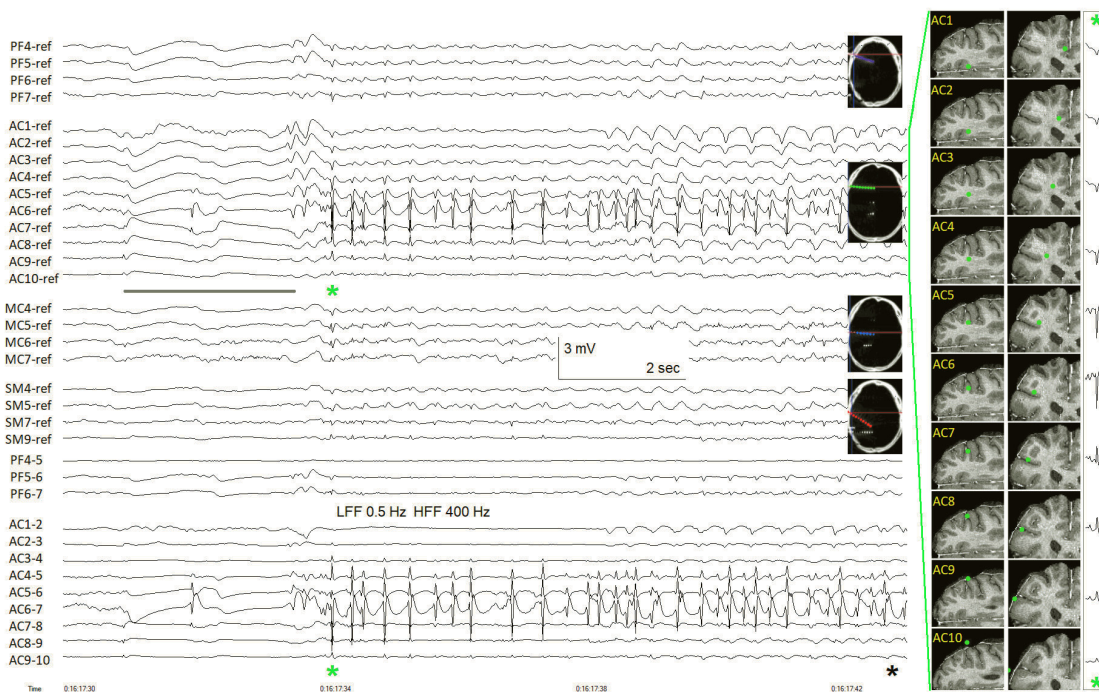 PF4-ref
PF5-ref
PF6-ref
PF7-ref
AC1-ref
AC2-ref
AC3-ref
AC4-ref
AC5-ref
AC6-ref
AC7-ref
AC8-ref
AC9-ref
AC10-ref
*
MC4-ref
MC5-ref
MC6-ref
MC7-ref
3 mV
2 sec
SM4-ref
SM5-ref
SM7-ref
SM9-ref
PF4-5
PF5-6
PF6-7
LFF 0.5 Hz HFF 400 Hz
AC1-2
AC2-3
AC3-4
AC4-5
AC5-6
AC6-7
AC7-8
AC8-9
AC9-10
* *
Time 0:16:17:30 0:16:17:34 0:16:17:38 0:16:17:42
AC1 *
AC2
AC3
AC4
AC5
AC6
AC7
AC8
AC9
AC10
*